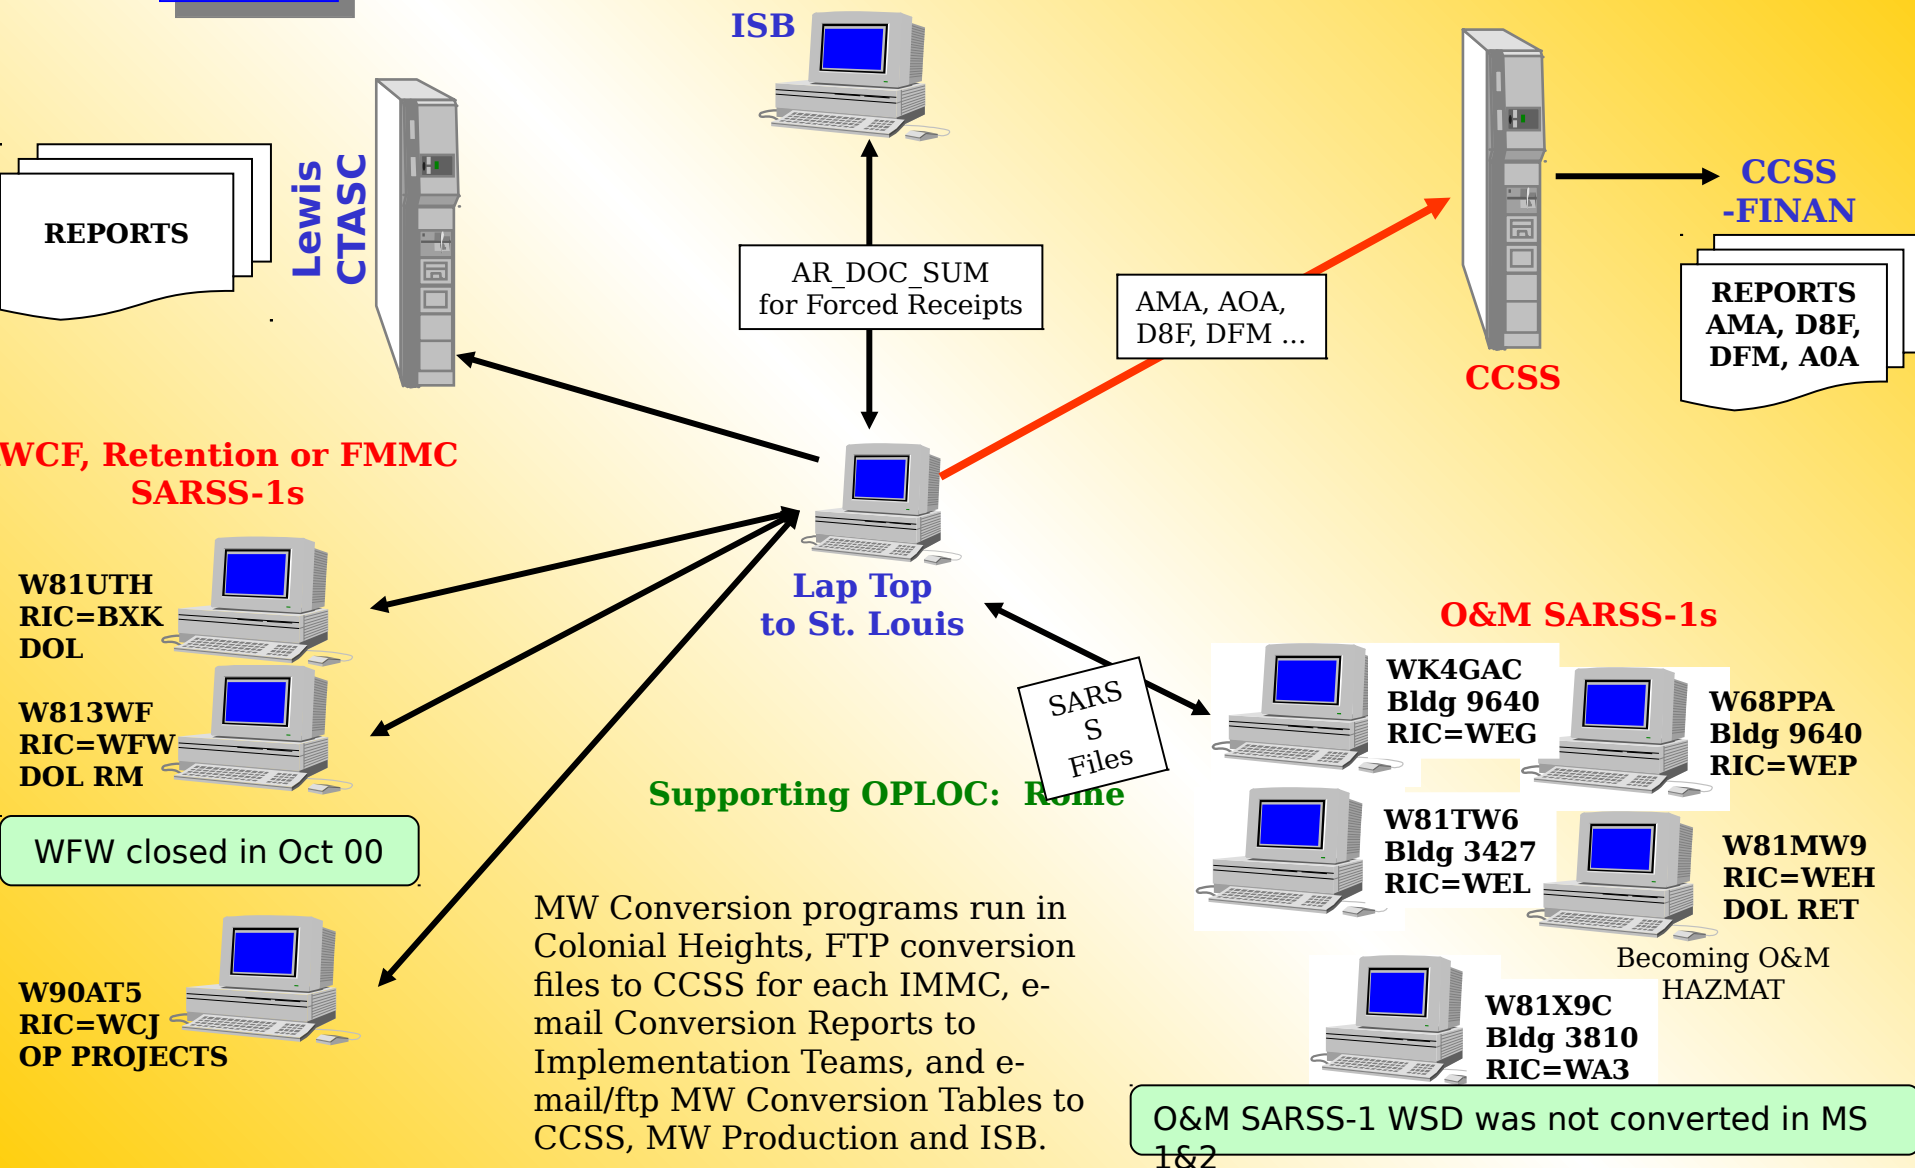 ISB
Lewis
CTASC
REPORTS
CCSS
-FINAN
AR_DOC_SUM
for Forced Receipts
AMA, AOA,
D8F, DFM ...
REPORTS
AMA, D8F,
DFM, A0A
CCSS
WCF, Retention or FMMC
SARSS-1s
W81UTH
RIC=BXK
DOL
Lap Top
to St. Louis
O&M SARSS-1s
WK4GAC
Bldg 9640
RIC=WEG
W68PPA
Bldg 9640
RIC=WEP
SARS
S
Files
W813WF
RIC=WFW
DOL RM
Supporting OPLOC:  Rome
WFW closed in Oct 00
W81TW6
Bldg 3427
RIC=WEL
W81MW9
RIC=WEH
DOL RET
Becoming O&M
HAZMAT
W90AT5
RIC=WCJ
OP PROJECTS
MW Conversion programs run in
Colonial Heights, FTP conversion
files to CCSS for each IMMC, e-
mail Conversion Reports to
Implementation Teams, and e-
mail/ftp MW Conversion Tables to
CCSS, MW Production and ISB.
W81X9C
Bldg 3810
RIC=WA3
O&M SARSS-1 WSD was not converted in MS
1&2